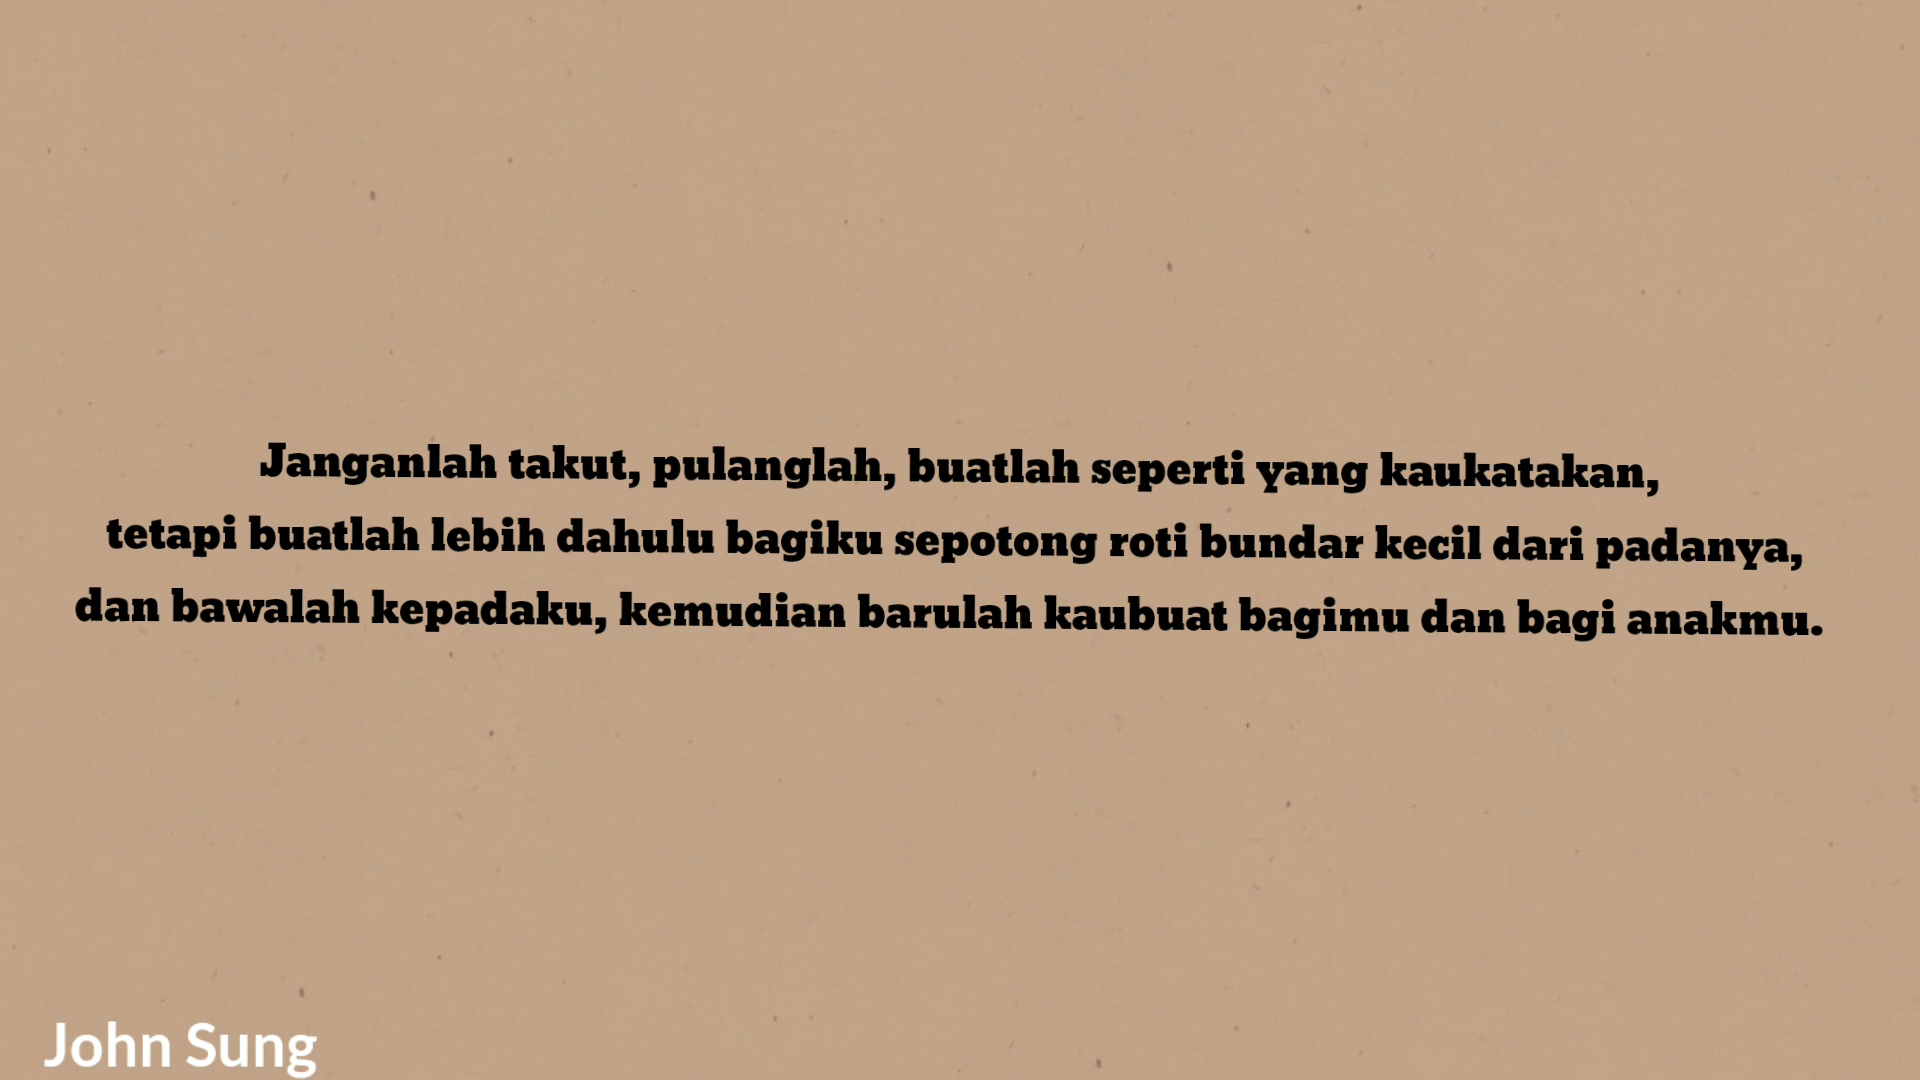 Janganlah takut, pulanglah, buatlah seperti yang kaukatakan,
tetapi buatlah lebih dahulu bagiku sepotong roti bundar kecil dari padanya,
dan bawalah kepadaku, kemudian barulah kaubuat bagimu dan bagi anakmu.
John Sung